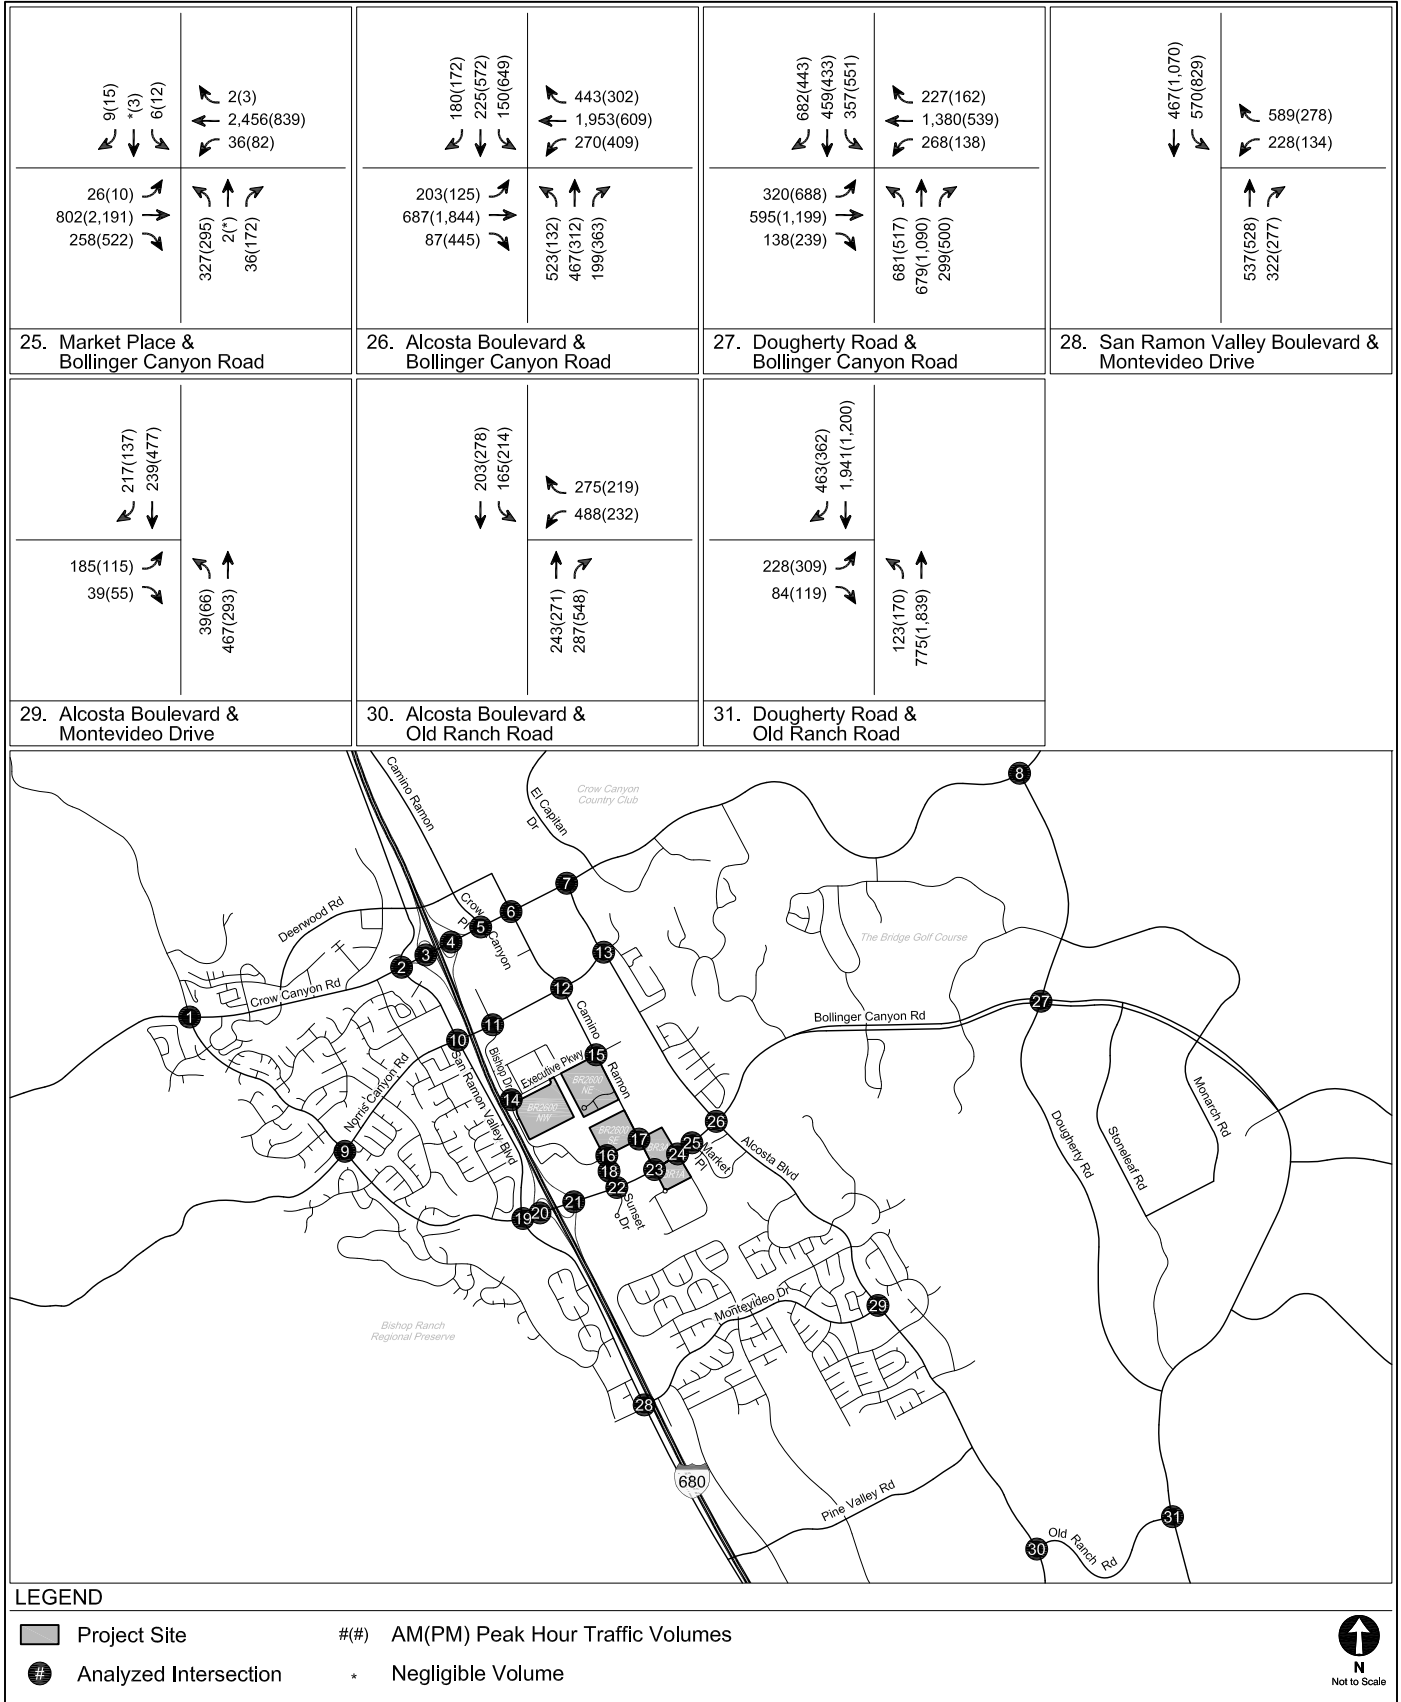 9(15)
*(3)
6(12)
2(3)
2,456(839)
36(82)
26(10)
802(2,191)
258(522)
327(295)
2(*)
36(172)
25. Market Place &
Bollinger Canyon Road
180(172)
225(572)
150(649)
443(302)
1,953(609)
270(409)
203(125)
687(1,844)
87(445)
523(132)
467(312)
199(363)
26. Alcosta Boulevard &
Bollinger Canyon Road
682(443)
459(433)
357(551)
227(162)
1,380(539)
268(138)
320(688)
595(1,199)
138(239)
681(517)
679(1,090)
299(500)
27. Dougherty Road &
Bollinger Canyon Road
467(1,070)
570(829)
589(278)
228(134)
537(528)
322(277)
28. San Ramon Valley Boulevard &
Montevideo Drive
217(137)
239(477)
185(115)
39(55)
39(66)
467(293)
29. Alcosta Boulevard &
Montevideo Drive
203(278)
165(214)
275(219)
488(232)
243(271)
287(548)
30. Alcosta Boulevard &
Old Ranch Road
463(362)
1,941(1,200)
228(309)
84(119)
123(170)
775(1,839)
31. Dougherty Road &
Old Ranch Road
Camino Ramon
El Capitan
Dr
Crow Canyon
Country Club
8
7
Deerwood Rd
Crow
Canyon
Pl
6
5
4
3
2
13
The Bridge Golf Course
Crow Canyon Rd
12
1
11
27
Bollinger Canyon Rd
10
Camino
Ramon
Norris Canyon Rd
San Ramon Valley Blvd
Bishop Dr
Executive Pkwy
15
BR2600
NE
14
BR2600
NW
Monarch Rd
26
BR2600
SE
17
25
Market
Pl
Alcosta Blvd
Dougherty Rd
Stoneleaf Rd
9
16
24
18
23
BR1A
22
Sunset
Dr
21
20
19
Montevideo Dr
29
Bishop Ranch
Regional Preserve
28
680
Pine Valley Rd
31
Old
Ranch
Rd
30
LEGEND
Project Site
#(#) AM(PM) Peak Hour Traffic Volumes
# Analyzed Intersection
* Negligible Volume
N
Not to Scale